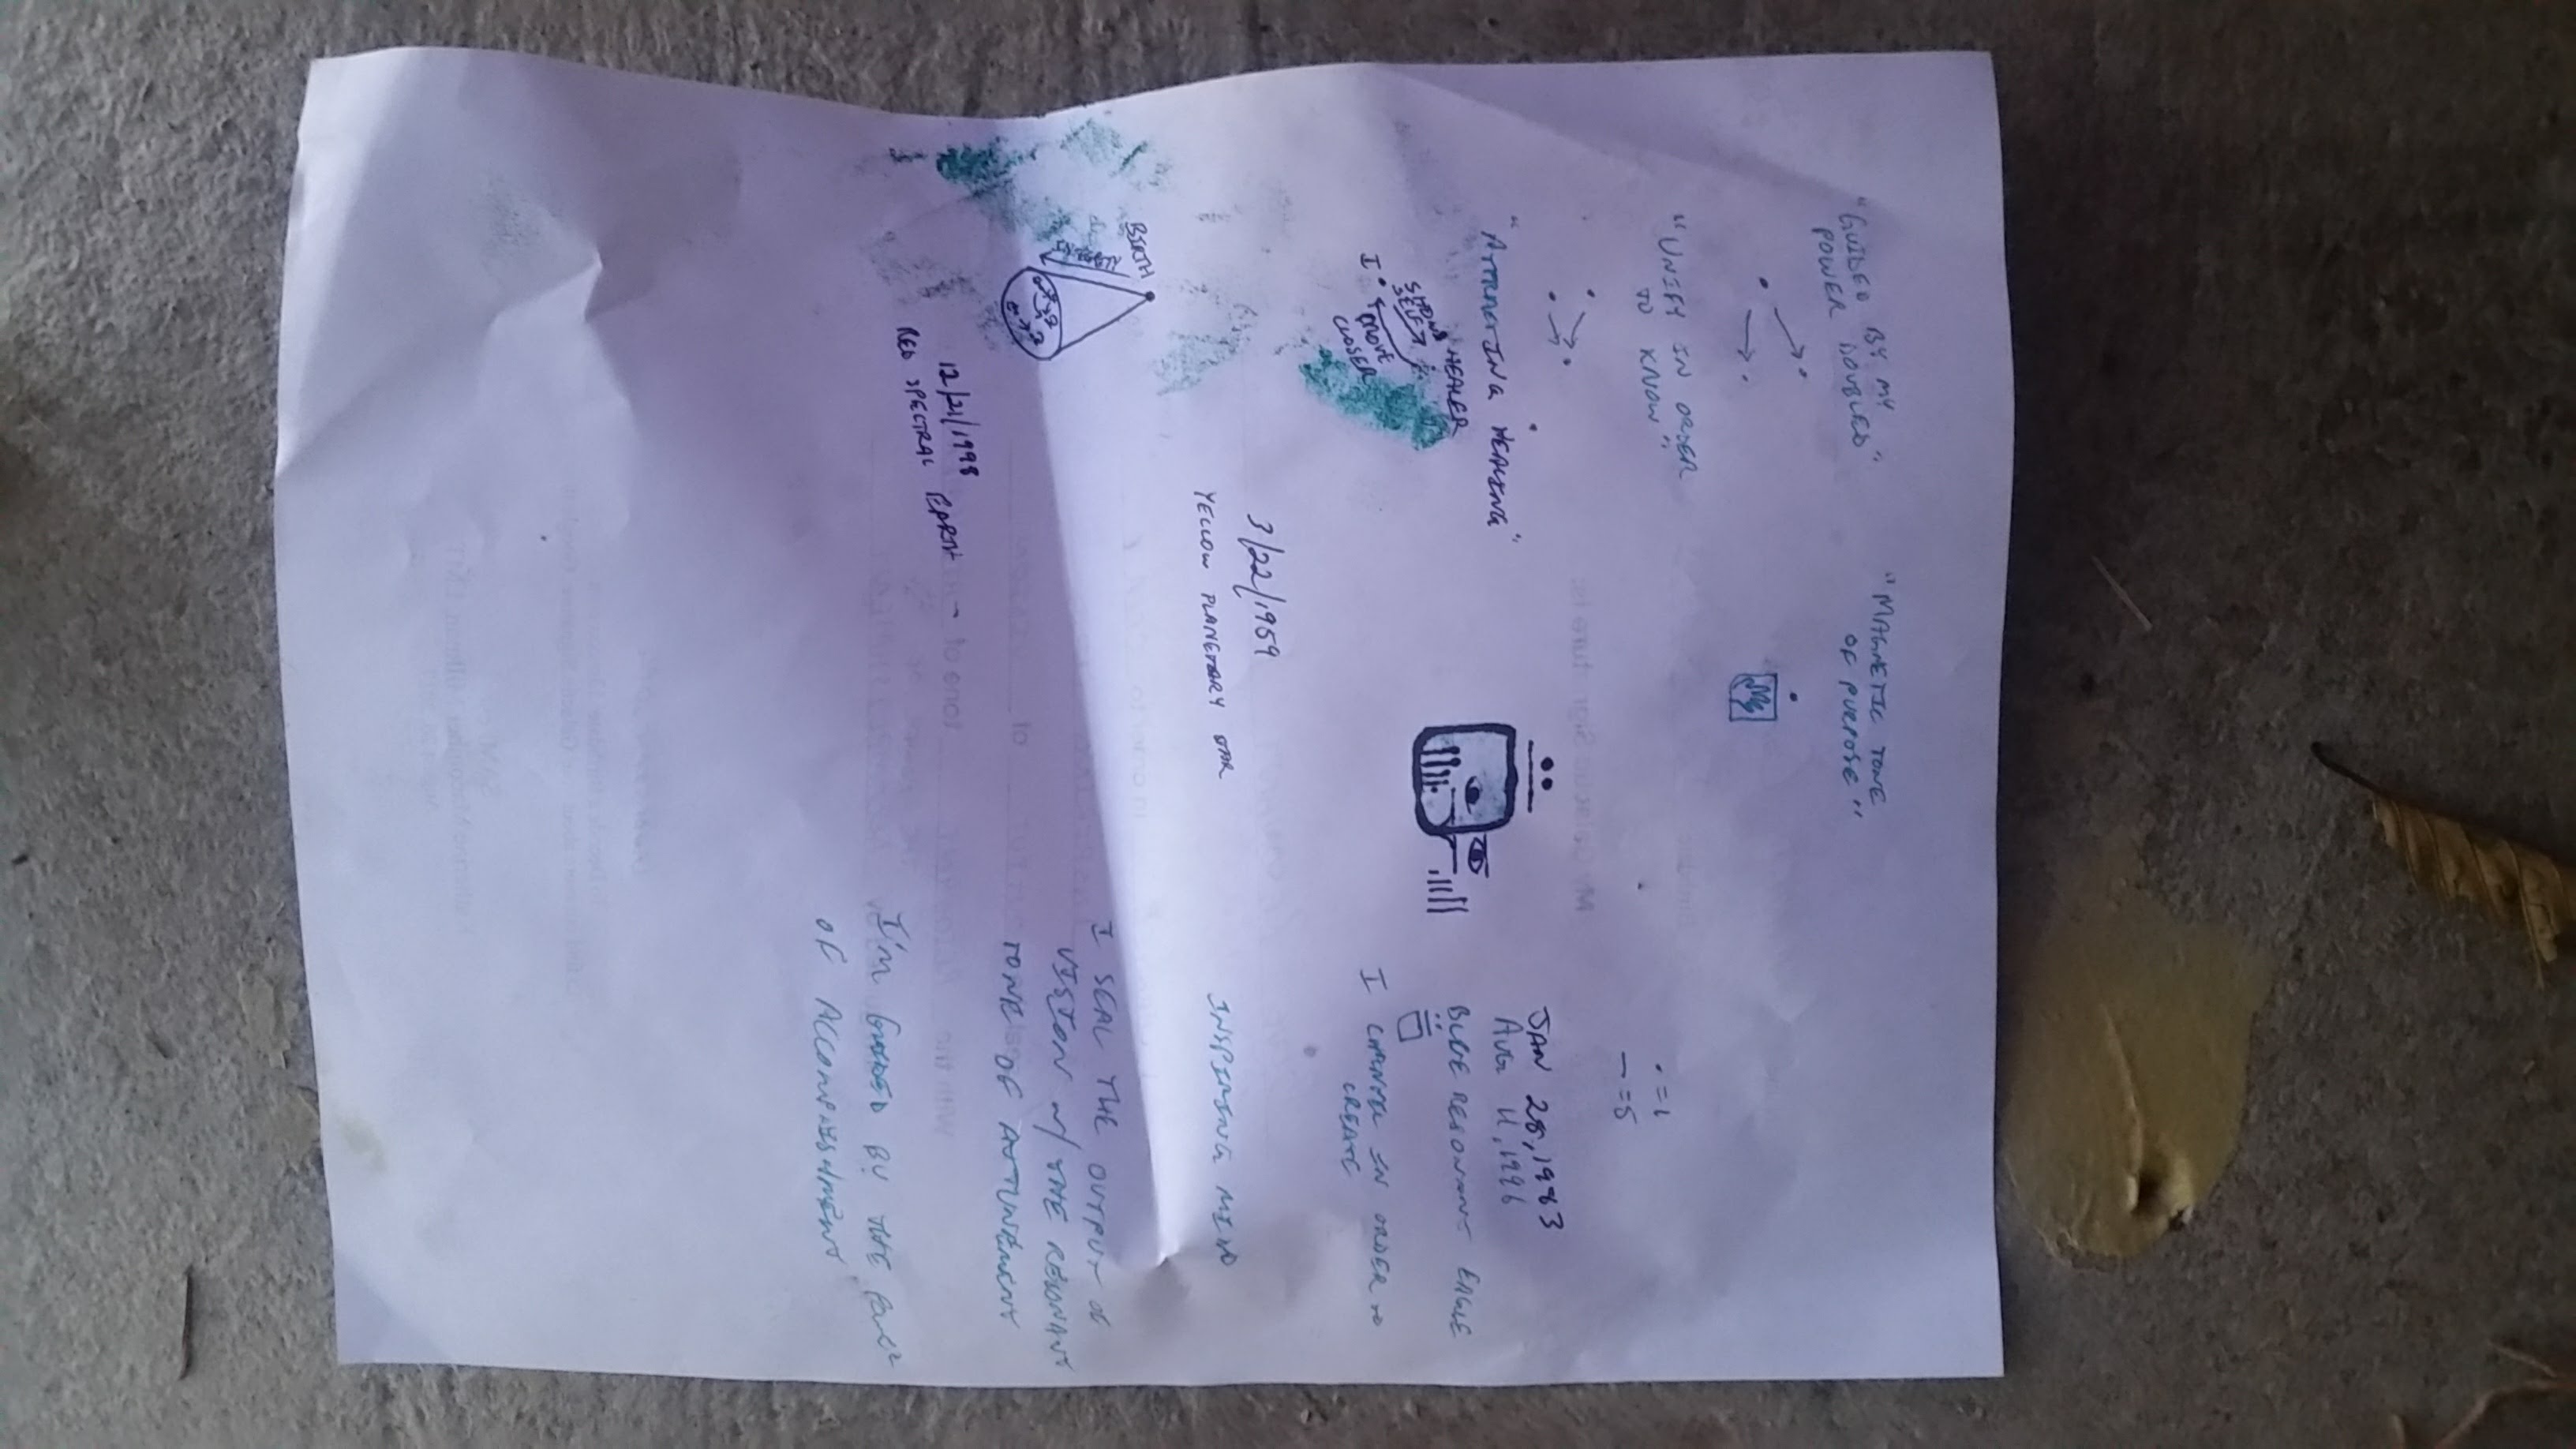 "MAGNETIC TONE
OF PURPOSE"
"GUIDED BY MY
POWER DOUBLED"
"UNIFY IN ORDER
TO KNOW"
• = 1
— = 5
JAN 28, 1983
AUG 11, 1996
BLUE RESONANT EAGLE
I CHANNEL IN ORDER TO
CREATE
"ATTRACTING HEALING"
HEALER
SHOW
SELF
I
MOVE
CLOSER
INSPIRING MIND
3/22/1959
YELLOW PLANETARY STAR
I SEAL THE OUTPUT OF
VISION w/ THE RESONANT
TONE OF ATTUNEMENT
BIRTH
I'm GUIDED BY THE
OF ACCOMPLISHMENT
12/21/1998
RED SPECTRAL EARTH